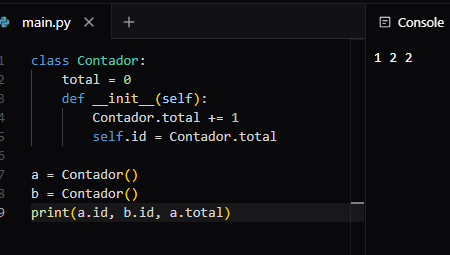 main.py
Console
1 class Contador:
2     total = 0
3     def __init__(self):
4         Contador.total += 1
5         self.id = Contador.total
6
7 a = Contador()
8 b = Contador()
9 print(a.id, b.id, a.total)
1 2 2